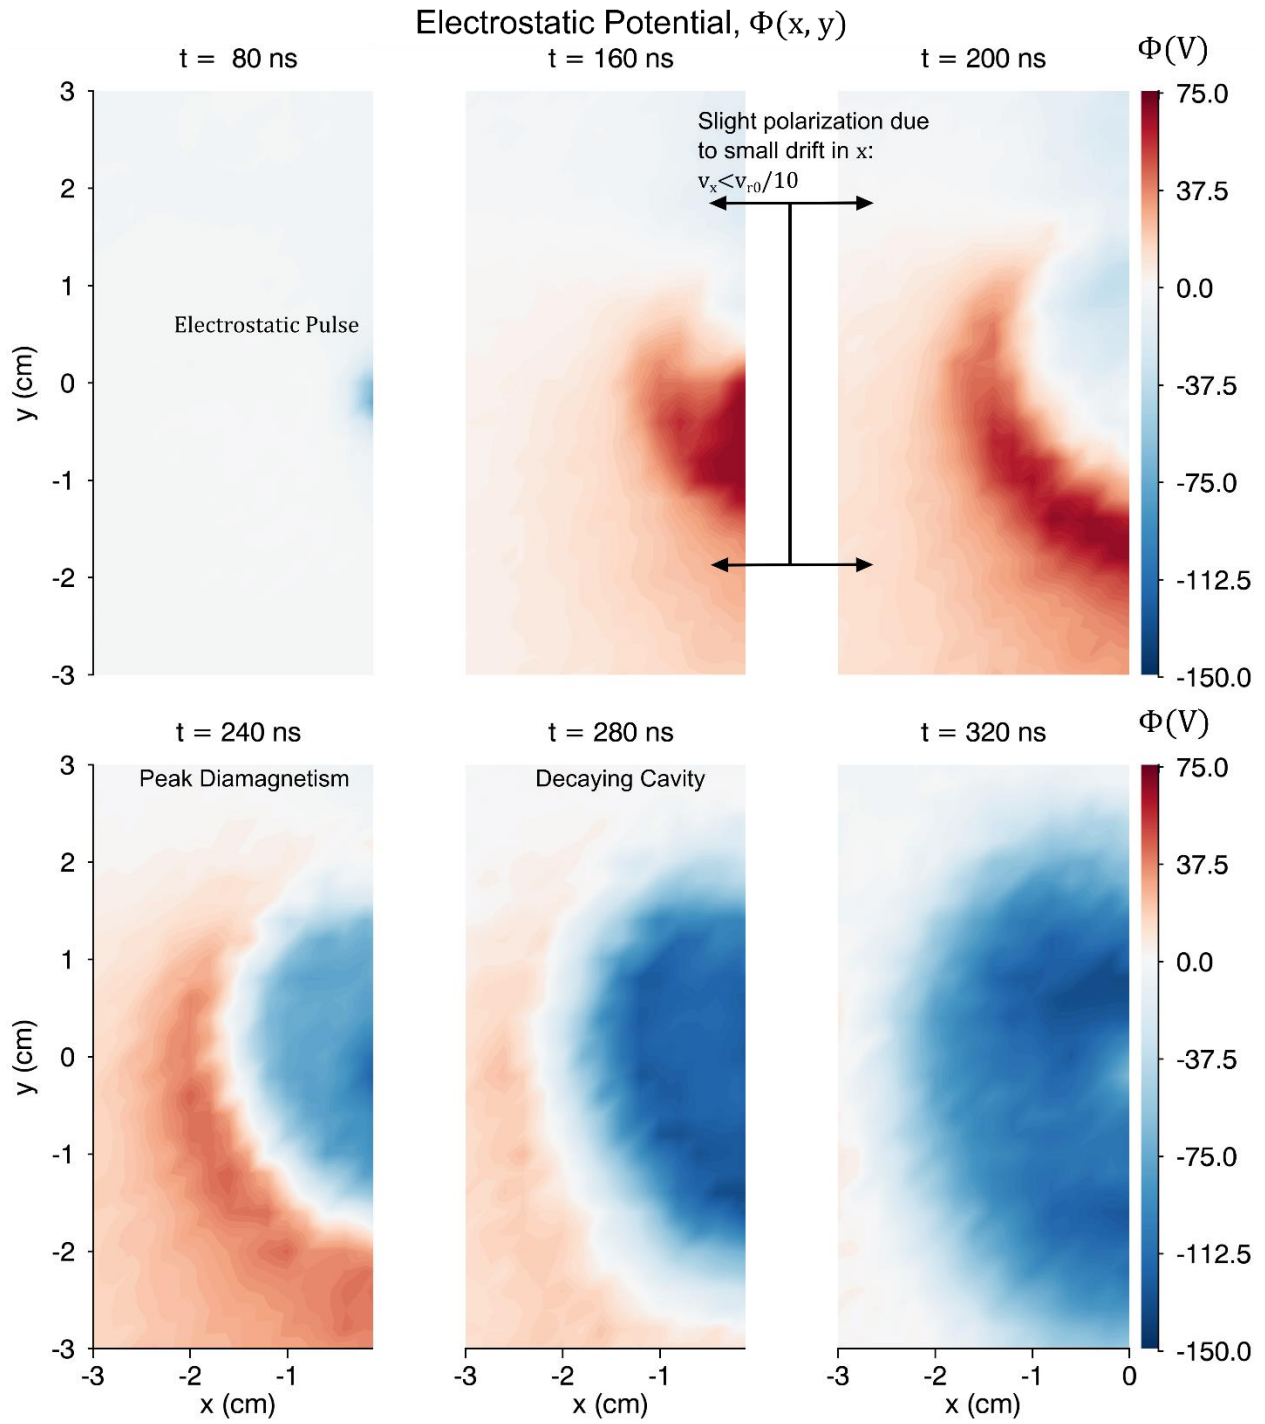 Electrostatic Potential, Φ(x, y)
t = 80 ns
t = 160 ns
t = 200 ns
Φ(V)
3
2
1
0
-1
-2
-3
y (cm)
Electrostatic Pulse
Slight polarization due
to small drift in x:
vₓ<vᵣ₀/10
75.0
37.5
0.0
-37.5
-75.0
-112.5
-150.0
t = 240 ns
t = 280 ns
t = 320 ns
Φ(V)
Peak Diamagnetism
Decaying Cavity
3
2
1
0
-1
-2
-3
y (cm)
75.0
37.5
0.0
-37.5
-75.0
-112.5
-150.0
-3 -2 -1
-3 -2 -1
-3 -2 -1 0
x (cm)
x (cm)
x (cm)